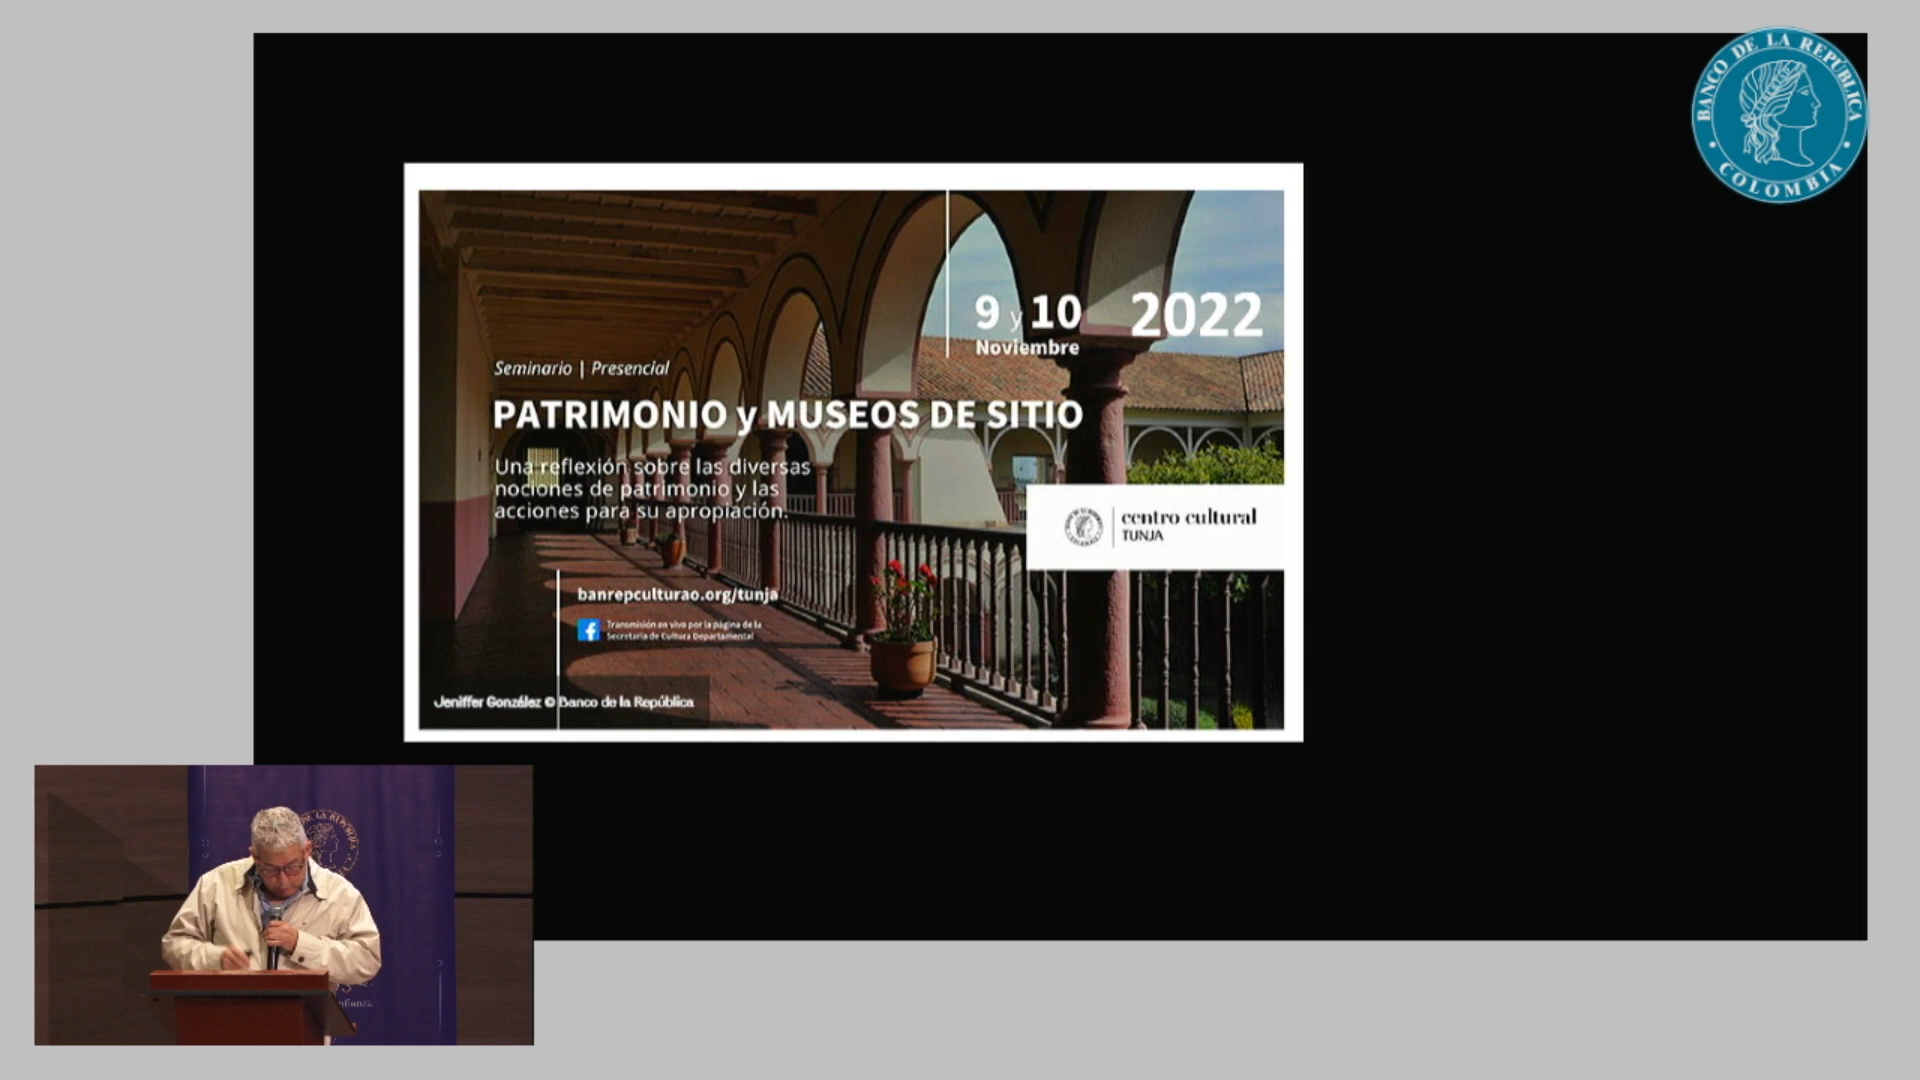 BANCO DE LA REPÚBLICA
COLOMBIA
9 y 10 2022
Noviembre
Seminario | Presencial
PATRIMONIO y MUSEOS DE SITIO
Una reflexión sobre las diversas
nociones de patrimonio y las
acciones para su apropiación.
centro cultural
TUNJA
banrepculturao.org/tunja
Transmisión en vivo por la página de la
Secretaría de Cultura Departamental
Jeniffer González © Banco de la República